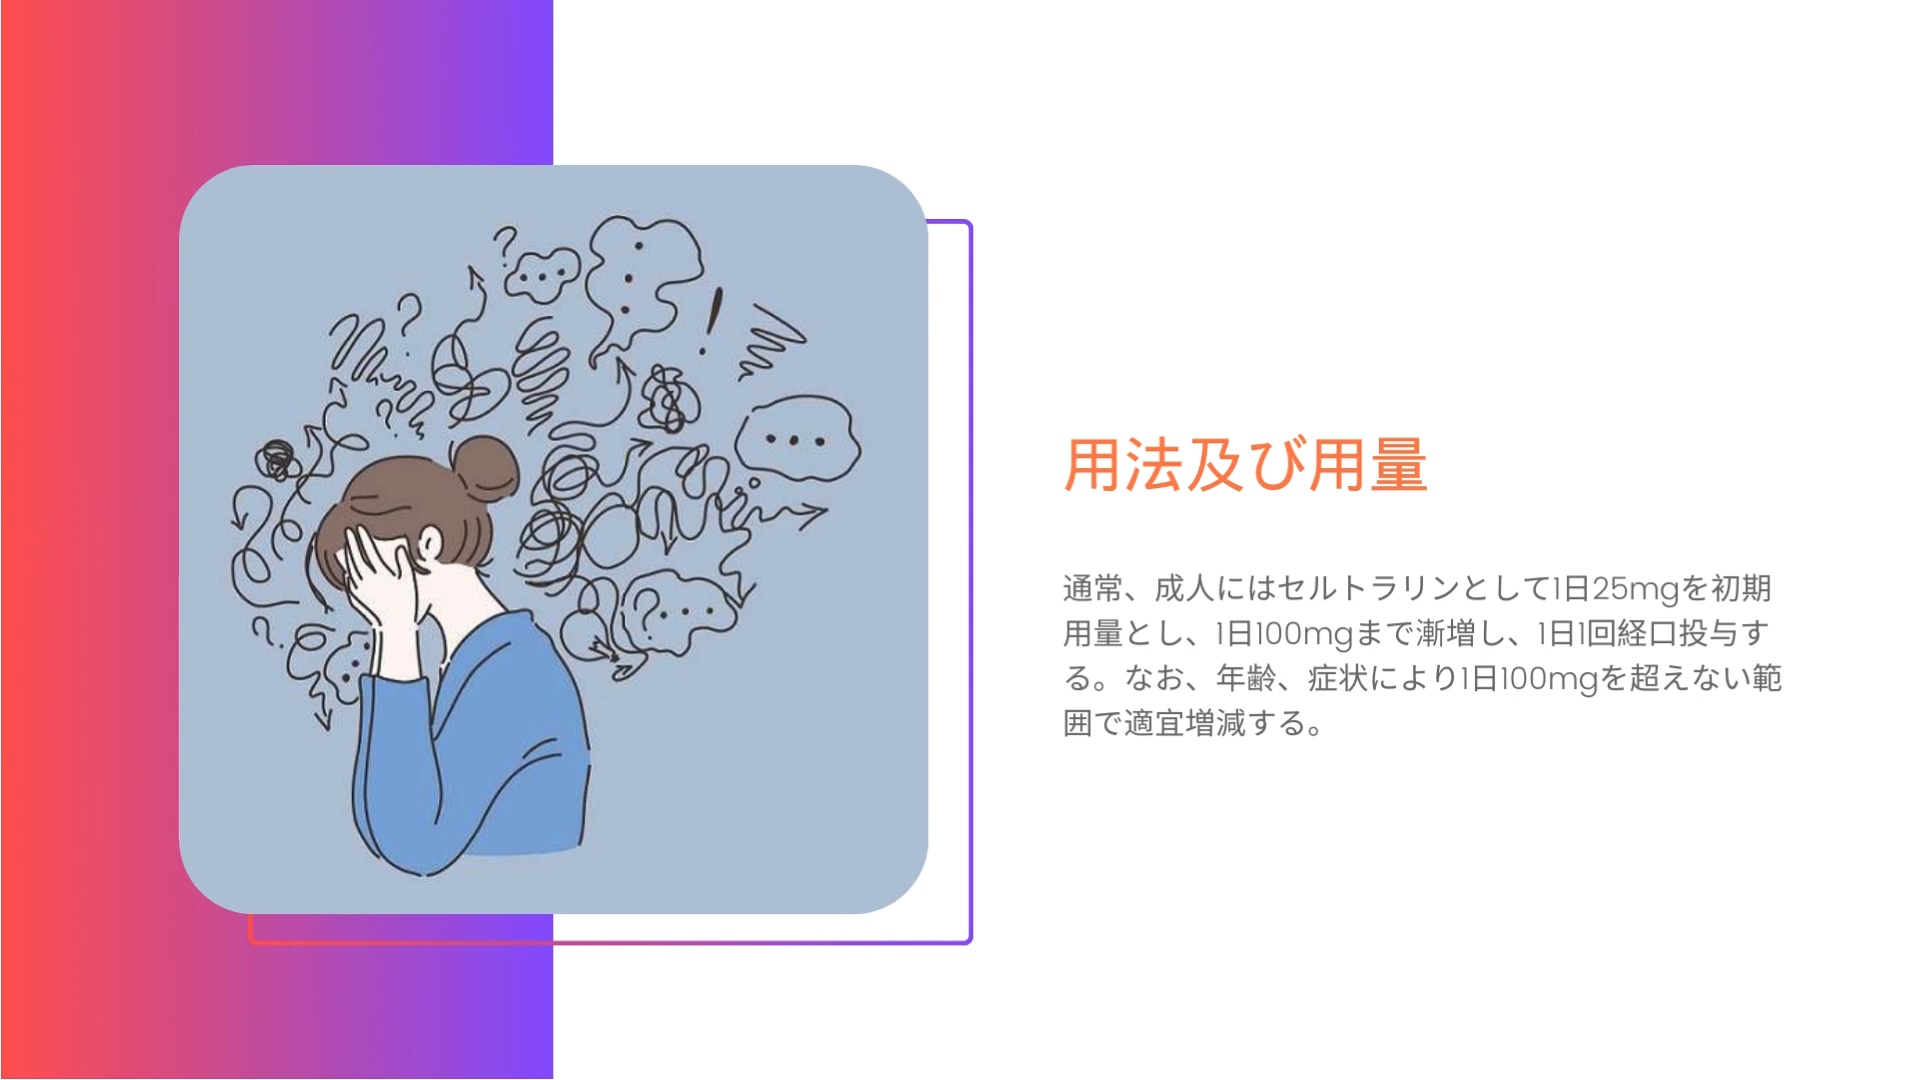 用法及び用量
通常、成人にはセルトラリンとして1日25mgを初期
用量とし、1日100mgまで漸増し、1日1回経口投与す
る。なお、年齢、症状により1日100mgを超えない範
囲で適宜増減する。